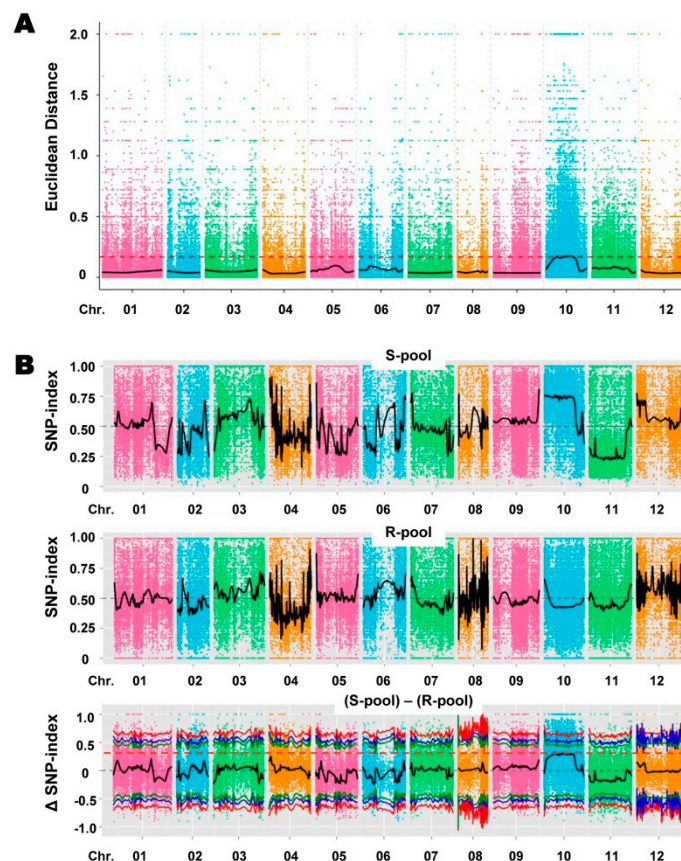 A
Euclidean Distance
2.0
1.5
1.0
0.5
0
Chr. 01 02 03 04 05 06 07 08 09 10 11 12
B
S-pool
SNP-index
1.00
0.75
0.50
0.25
0
Chr. 01 02 03 04 05 06 07 08 09 10 11 12
R-pool
SNP-index
1.00
0.75
0.50
0.25
0
Chr. 01 02 03 04 05 06 07 08 09 10 11 12
(S-pool) – (R-pool)
Δ SNP-index
1.0
0.5
0
-0.5
-1.0
Chr. 01 02 03 04 05 06 07 08 09 10 11 12